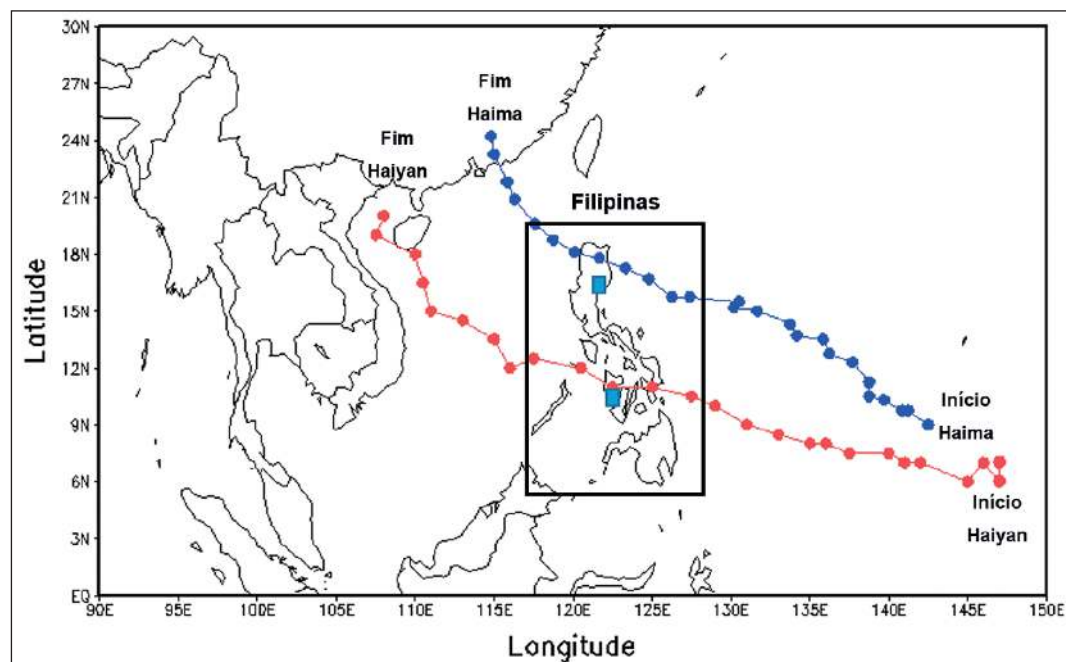 30N
27N
24N
21N
18N
15N
12N
9N
6N
3N
EQ
Latitude
Fim
Haima
Fim
Haiyan
Filipinas
Início
Haima
Início
Haiyan
90E 95E 100E 105E 110E 115E 120E 125E 130E 135E 140E 145E 150E
Longitude